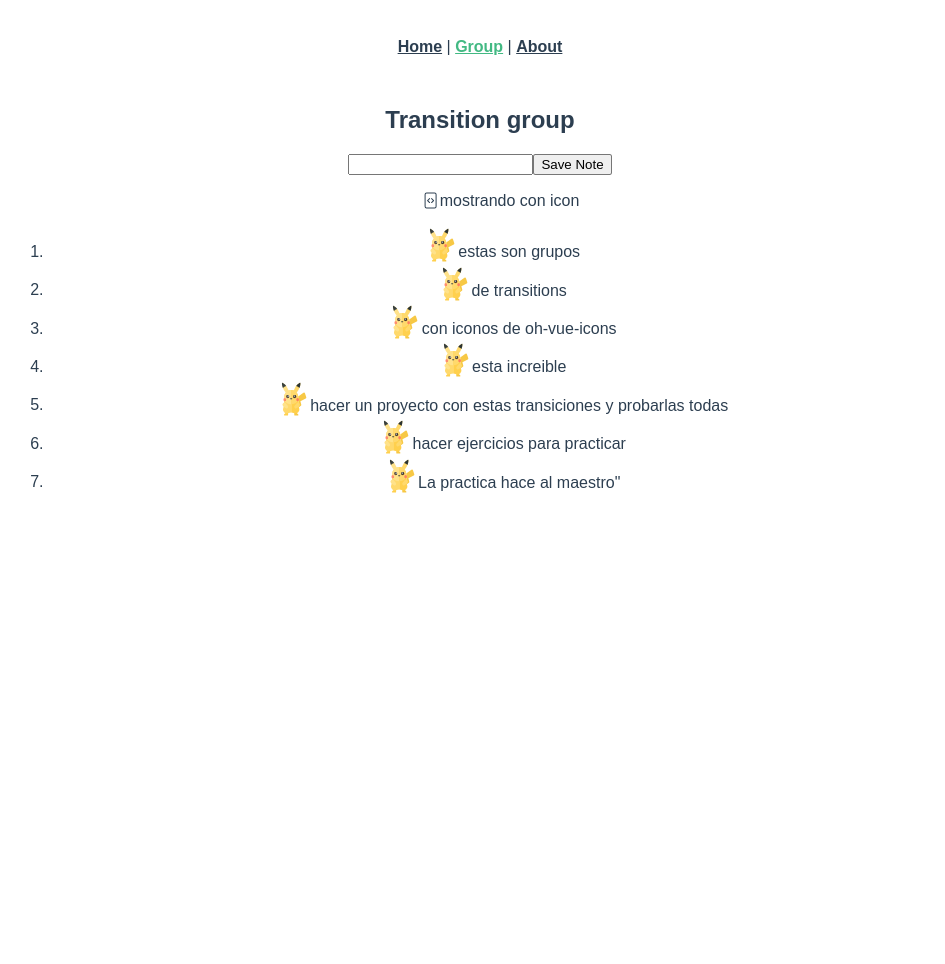 Home | Group | About
Transition group
Save Note
mostrando con icon
1. estas son grupos
2. de transitions
3. con iconos de oh-vue-icons
4. esta increible
5. hacer un proyecto con estas transiciones y probarlas todas
6. hacer ejercicios para practicar
7. La practica hace al maestro"